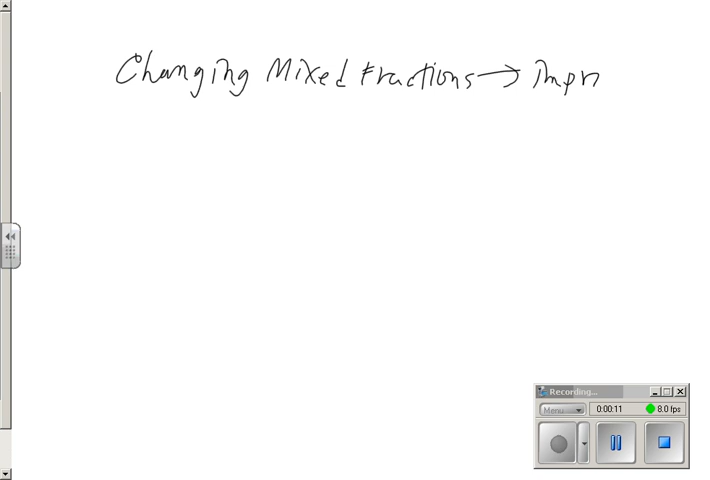 Changing Mixed Fractions → impr
Recording...
Menu
0:00:11
8.0 fps